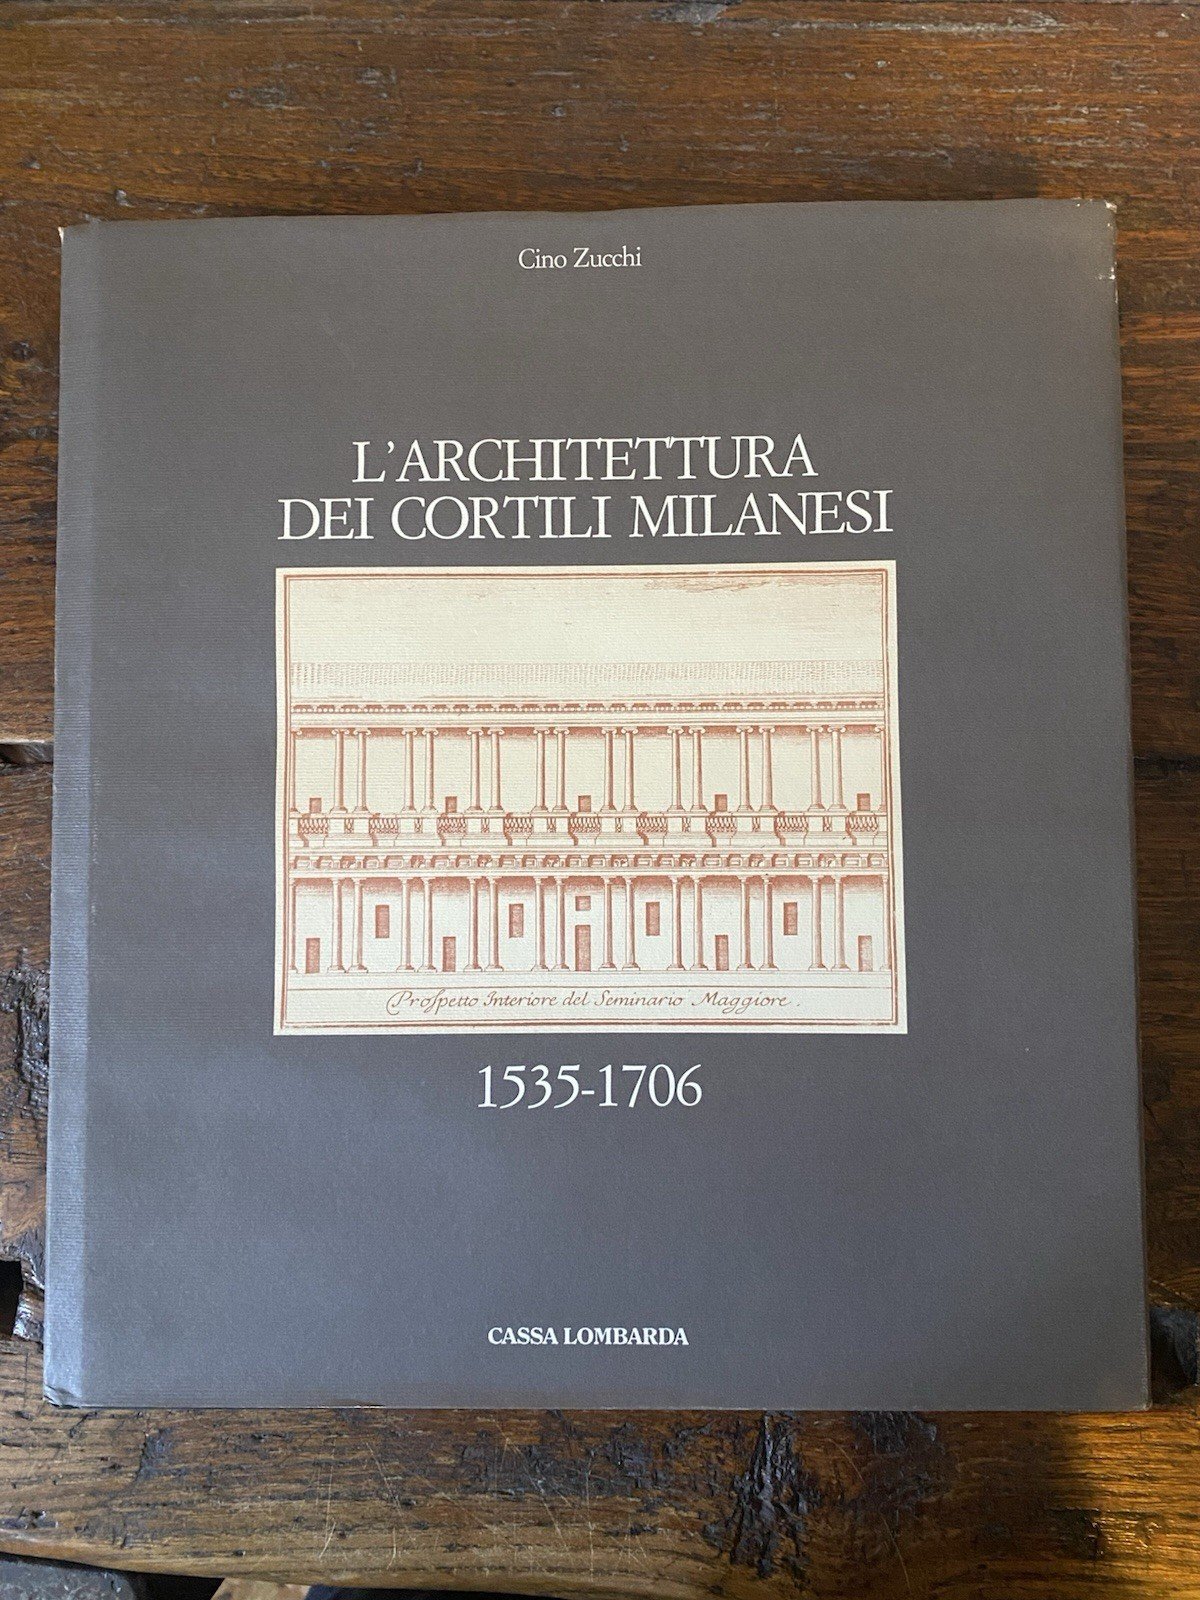 Cino Zucchi
L'ARCHITETTURA
DEI CORTILI MILANESI
Proſpetto Interiore del Seminario Maggiore.
1535-1706
CASSA LOMBARDA